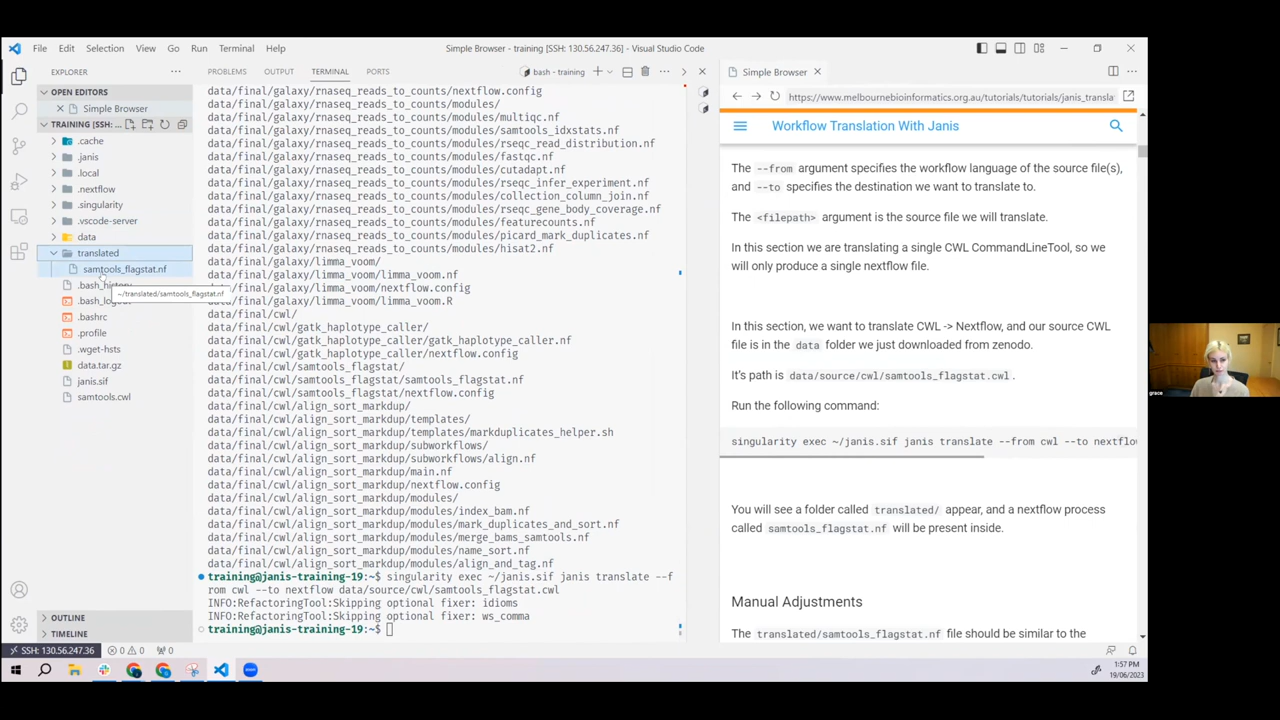 File Edit Selection View Go Run Terminal Help
Simple Browser - training [SSH: 130.56.247.36] - Visual Studio Code
EXPLORER
OPEN EDITORS
Simple Browser
TRAINING [SSH: ...
.cache
.janis
.local
.nextflow
.singularity
.vscode-server
data
translated
samtools_flagstat.nf
.bash_history
~/translated/samtools_flagstat.nf
.bashrc
.profile
.wget-hsts
data.tar.gz
janis.sif
samtools.cwl
OUTLINE
TIMELINE
PROBLEMS OUTPUT TERMINAL PORTS
bash - training
data/final/galaxy/rnaseq_reads_to_counts/nextflow.config
data/final/galaxy/rnaseq_reads_to_counts/modules/
data/final/galaxy/rnaseq_reads_to_counts/modules/multiqc.nf
data/final/galaxy/rnaseq_reads_to_counts/modules/samtools_idxstats.nf
data/final/galaxy/rnaseq_reads_to_counts/modules/rseqc_read_distribution.nf
data/final/galaxy/rnaseq_reads_to_counts/modules/fastqc.nf
data/final/galaxy/rnaseq_reads_to_counts/modules/cutadapt.nf
data/final/galaxy/rnaseq_reads_to_counts/modules/rseqc_infer_experiment.nf
data/final/galaxy/rnaseq_reads_to_counts/modules/collection_column_join.nf
data/final/galaxy/rnaseq_reads_to_counts/modules/rseqc_gene_body_coverage.nf
data/final/galaxy/rnaseq_reads_to_counts/modules/featurecounts.nf
data/final/galaxy/rnaseq_reads_to_counts/modules/picard_mark_duplicates.nf
data/final/galaxy/rnaseq_reads_to_counts/modules/hisat2.nf
data/final/galaxy/limma_voom/
data/final/galaxy/limma_voom/limma_voom.nf
data/final/galaxy/limma_voom/nextflow.config
data/final/galaxy/limma_voom/limma_voom.R
data/final/cwl/
data/final/cwl/gatk_haplotype_caller/
data/final/cwl/gatk_haplotype_caller/gatk_haplotype_caller.nf
data/final/cwl/gatk_haplotype_caller/nextflow.config
data/final/cwl/samtools_flagstat/
data/final/cwl/samtools_flagstat/samtools_flagstat.nf
data/final/cwl/samtools_flagstat/nextflow.config
data/final/cwl/align_sort_markdup/
data/final/cwl/align_sort_markdup/templates/
data/final/cwl/align_sort_markdup/templates/markduplicates_helper.sh
data/final/cwl/align_sort_markdup/subworkflows/
data/final/cwl/align_sort_markdup/subworkflows/align.nf
data/final/cwl/align_sort_markdup/main.nf
data/final/cwl/align_sort_markdup/nextflow.config
data/final/cwl/align_sort_markdup/modules/
data/final/cwl/align_sort_markdup/modules/index_bam.nf
data/final/cwl/align_sort_markdup/modules/mark_duplicates_and_sort.nf
data/final/cwl/align_sort_markdup/modules/merge_bams_samtools.nf
data/final/cwl/align_sort_markdup/modules/name_sort.nf
data/final/cwl/align_sort_markdup/modules/align_and_tag.nf
training@janis-training-19:~$ singularity exec ~/janis.sif janis translate --f
rom cwl --to nextflow data/source/cwl/samtools_flagstat.cwl
INFO:RefactoringTool:Skipping optional fixer: idioms
INFO:RefactoringTool:Skipping optional fixer: ws_comma
training@janis-training-19:~$
Simple Browser
https://www.melbournebioinformatics.org.au/tutorials/tutorials/janis_transla
Workflow Translation With Janis
The --from argument specifies the workflow language of the source file(s),
and --to specifies the destination we want to translate to.
The <filepath> argument is the source file we will translate.
In this section we are translating a single CWL CommandLineTool, so we
will only produce a single nextflow file.
In this section, we want to translate CWL -> Nextflow, and our source CWL
file is in the data folder we just downloaded from zenodo.
It's path is data/source/cwl/samtools_flagstat.cwl.
Run the following command:
singularity exec ~/janis.sif janis translate --from cwl --to nextflow
You will see a folder called translated/ appear, and a nextflow process
called samtools_flagstat.nf will be present inside.
Manual Adjustments
The translated/samtools_flagstat.nf file should be similar to the
grace
SSH: 130.56.247.36 0 0 0
1:57 PM
19/06/2023